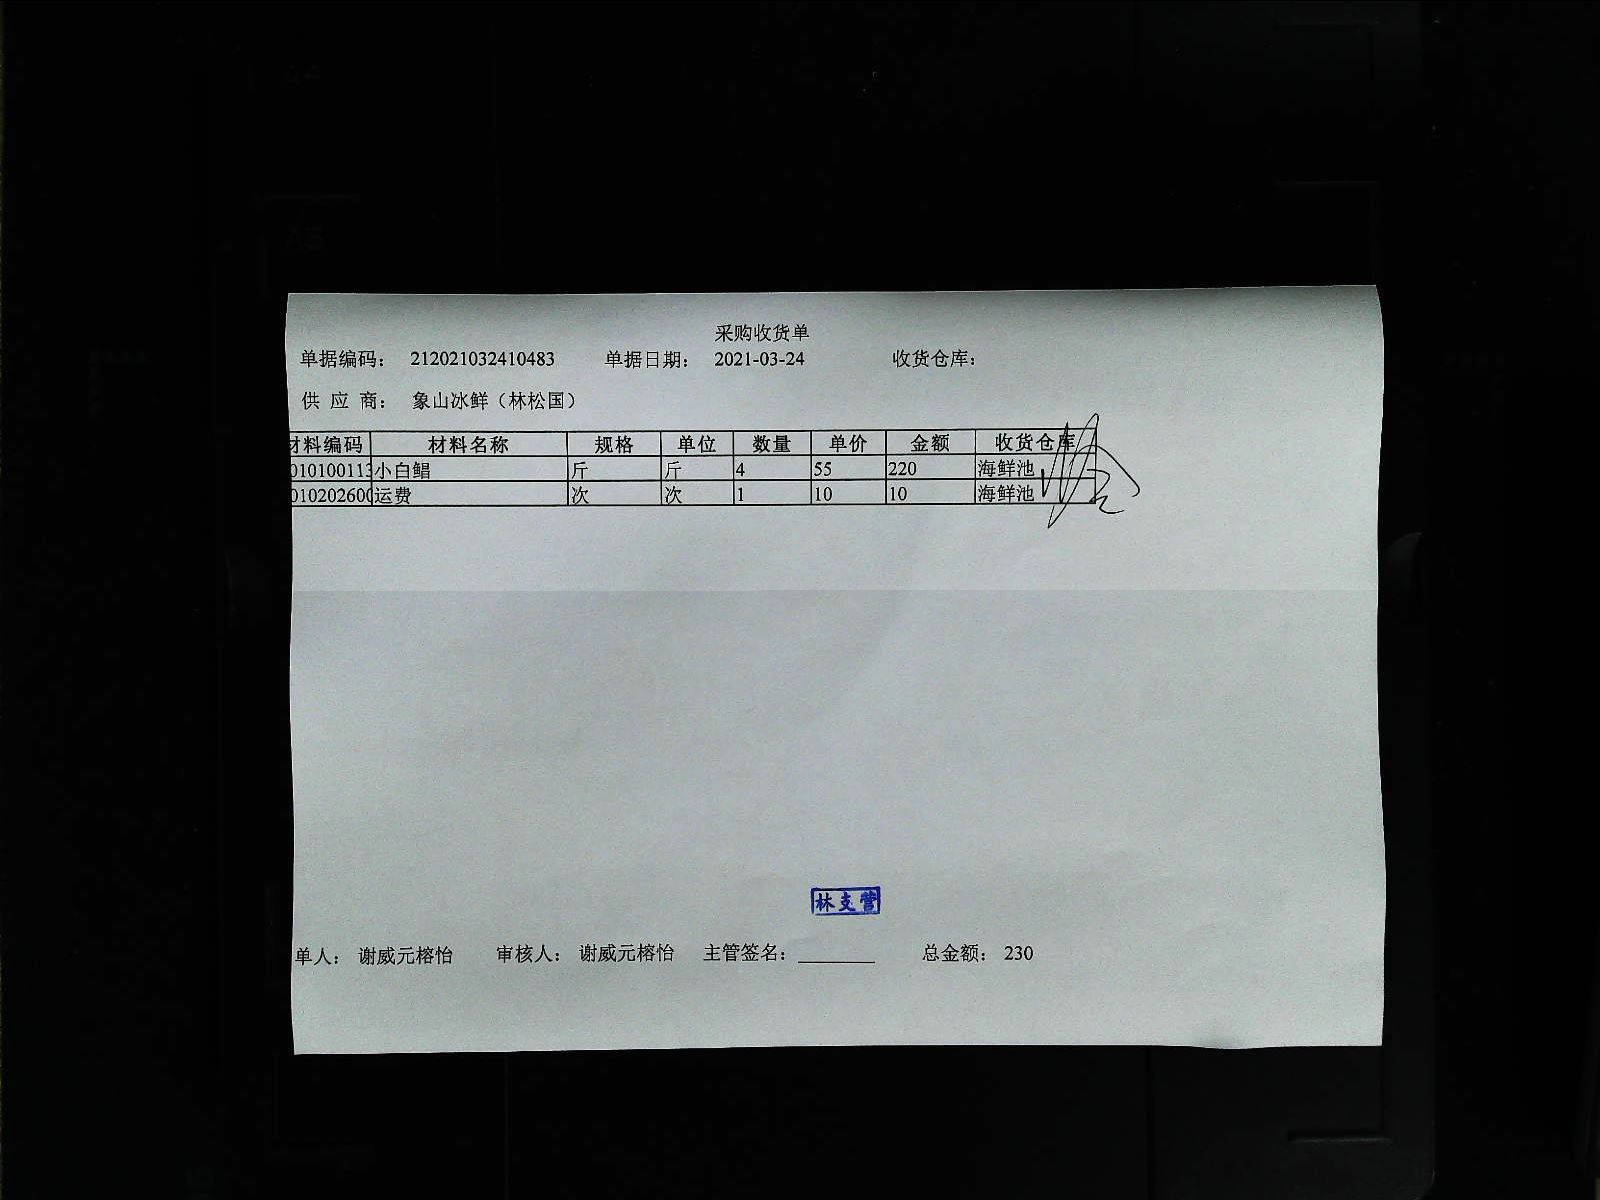 采购收货单
单据编码： 212021032410483 单据日期： 2021-03-24 收货仓库：
供 应 商： 象山冰鲜（林松国）
材料编码 材料名称 规格 单位 数量 单价 金额 收货仓库
010100113 小白鲳 斤 斤 4 55 220 海鲜池
010202600 运费 次 次 1 10 10 海鲜池
林支营
单人： 谢威元榕怡 审核人： 谢威元榕怡 主管签名： 总金额： 230